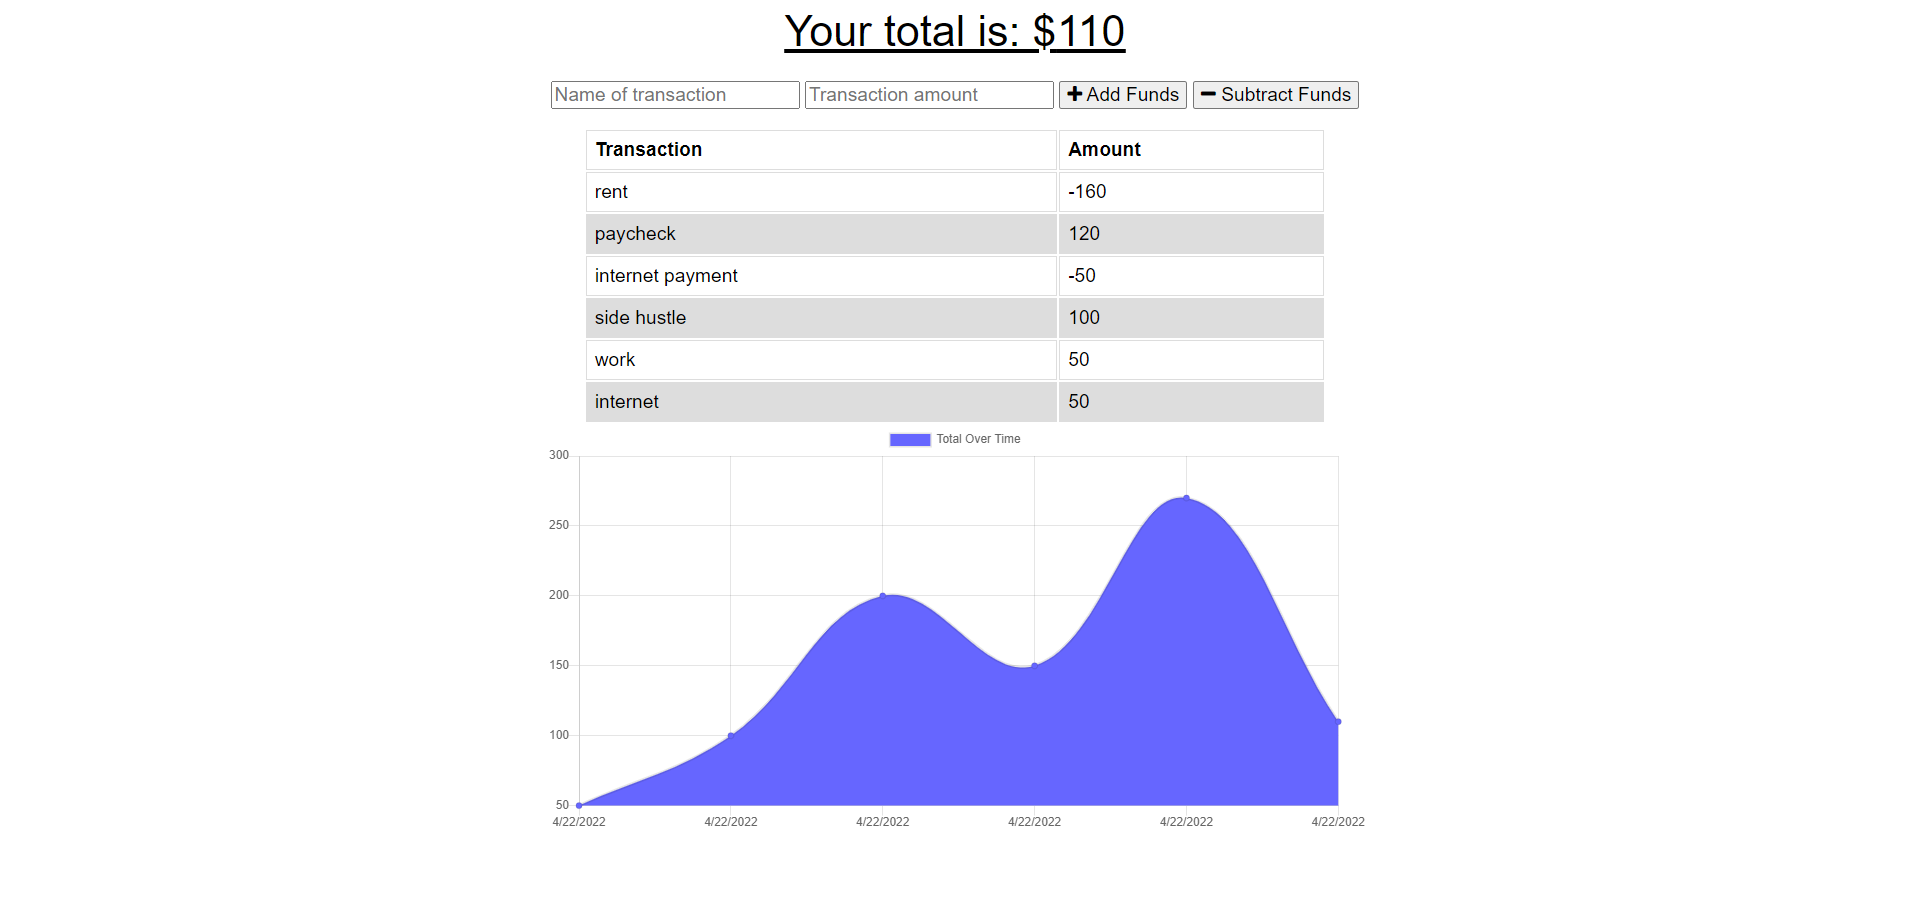 Your total is: $110
Name of transaction Transaction amount Add Funds Subtract Funds
Transaction Amount
rent -160
paycheck 120
internet payment -50
side hustle 100
work 50
internet 50
Total Over Time
300
250
200
150
100
50
4/22/2022 4/22/2022 4/22/2022 4/22/2022 4/22/2022 4/22/2022